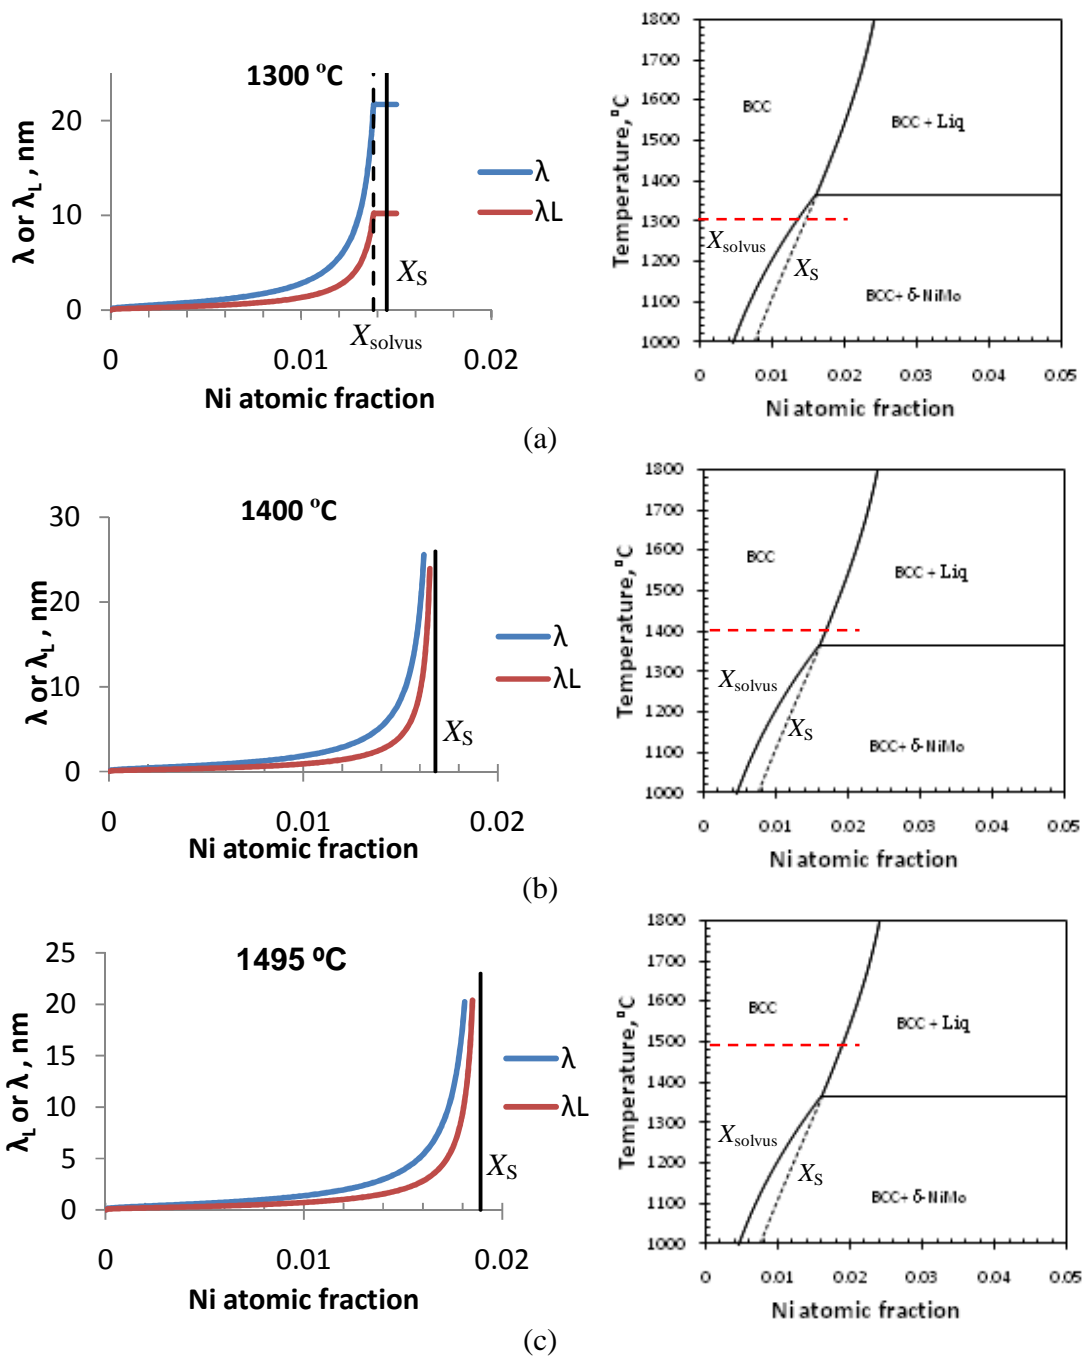 1300 ºC
λ or λL , nm
20
10
0
0
0.01
0.02
λ
λL
XS
Xsolvus
Ni atomic fraction
1800
1700
1600
1500
1400
1300
1200
1100
1000
Temperature, ºC
BCC
BCC + Liq
Xsolvus
XS
BCC+ δ-NiMo
0
0.01
0.02
0.03
0.04
0.05
Ni atomic fraction
(a)
1400 ºC
λ or λL, nm
30
20
10
0
0
0.01
0.02
λ
λL
XS
Ni atomic fraction
1800
1700
1600
1500
1400
1300
1200
1100
1000
Temperature, ºC
BCC
BCC + Liq
Xsolvus
XS
BCC+ δ-NiMo
0
0.01
0.02
0.03
0.04
0.05
Ni atomic fraction
(b)
1495 ºC
λL or λ, nm
25
20
15
10
5
0
0
0.01
0.02
λ
λL
XS
Ni atomic fraction
1800
1700
1600
1500
1400
1300
1200
1100
1000
Temperature, ºC
BCC
BCC + Liq
Xsolvus
XS
BCC+ δ-NiMo
0
0.01
0.02
0.03
0.04
0.05
Ni atomic fraction
(c)